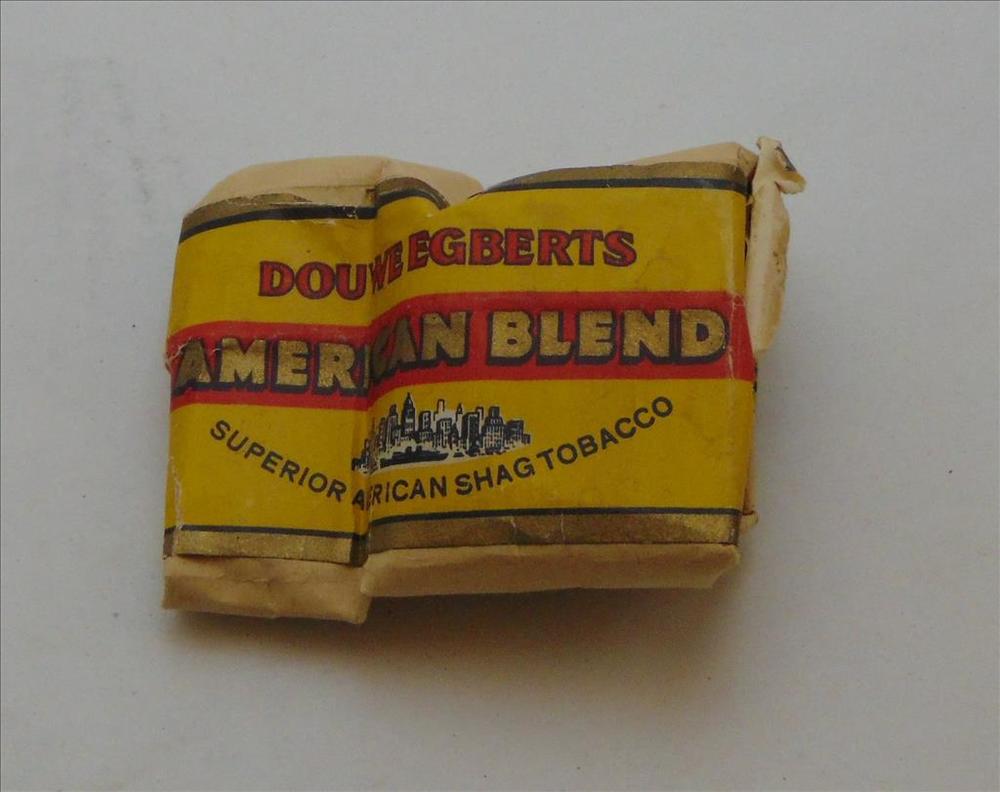 DOUWE EGBERTS
AMERICAN BLEND
SUPERIOR AMERICAN SHAG TOBACCO